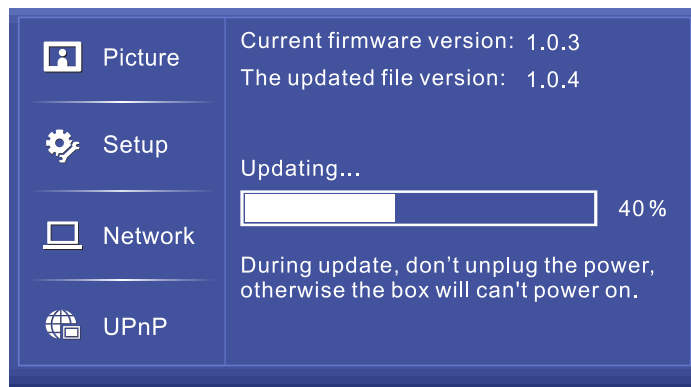 Picture
Setup
Network
UPnP
Current firmware version: 1.0.3
The updated file version: 1.0.4
Updating...
40%
During update, don't unplug the power,
otherwise the box will can't power on.